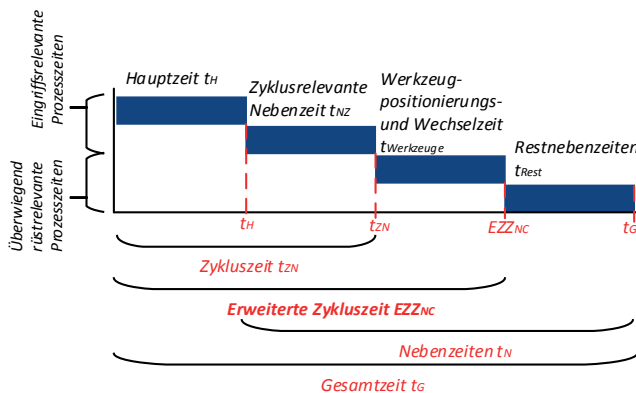 Eingriffsrelevante
Prozesszeiten
Überwiegend
rüstrelevante
Prozesszeiten
Hauptzeit tH
Zyklusrelevante
Nebenzeit tNZ
Werkzeug-
positionierungs-
und Wechselzeit
tWerkzeuge
Restnebenzeiten
tRest
tH
tZN
EZZNC
tG
Zykluszeit tZN
Erweiterte Zykluszeit EZZNC
Nebenzeiten tN
Gesamtzeit tG